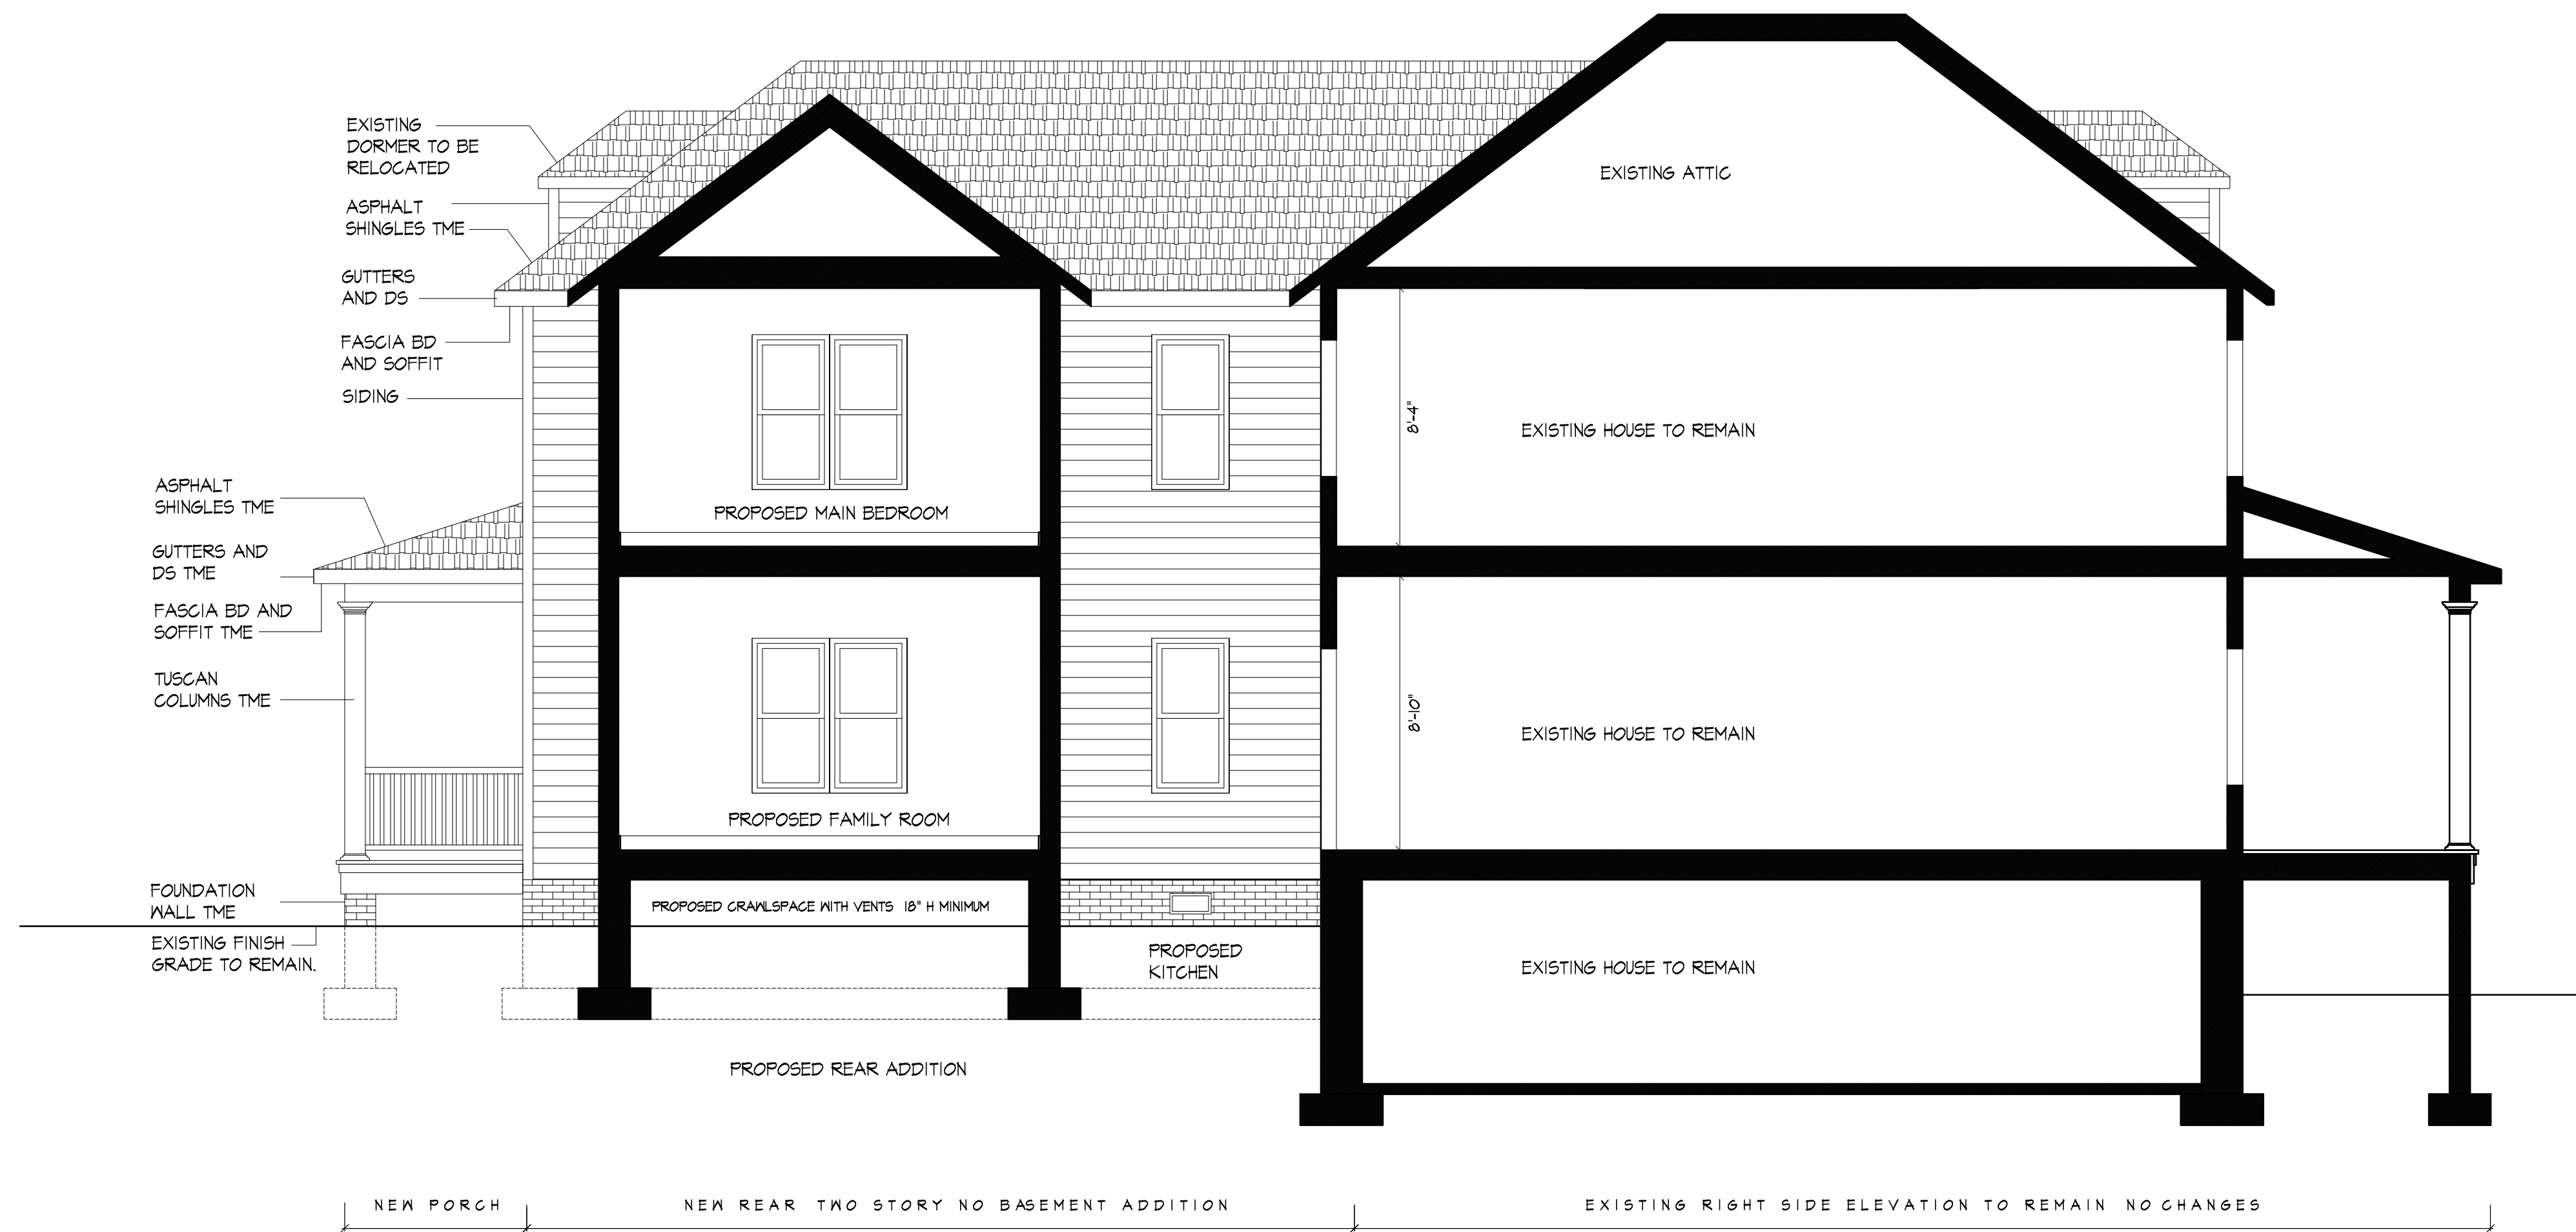 EXISTING
DORMER TO BE
RELOCATED
ASPHALT
SHINGLES TME
GUTTERS
AND DS
FASCIA BD
AND SOFFIT
SIDING
ASPHALT
SHINGLES TME
GUTTERS AND
DS TME
FASCIA BD AND
SOFFIT TME
TUSCAN
COLUMNS TME
FOUNDATION
WALL TME
EXISTING FINISH
GRADE TO REMAIN.
PROPOSED MAIN BEDROOM
PROPOSED FAMILY ROOM
PROPOSED CRAWLSPACE WITH VENTS 18" H MINIMUM
PROPOSED
KITCHEN
PROPOSED REAR ADDITION
EXISTING ATTIC
8'-4"
EXISTING HOUSE TO REMAIN
8'-10"
EXISTING HOUSE TO REMAIN
EXISTING HOUSE TO REMAIN
NEW PORCH
NEW REAR TWO STORY NO BASEMENT ADDITION
EXISTING RIGHT SIDE ELEVATION TO REMAIN NO CHANGES